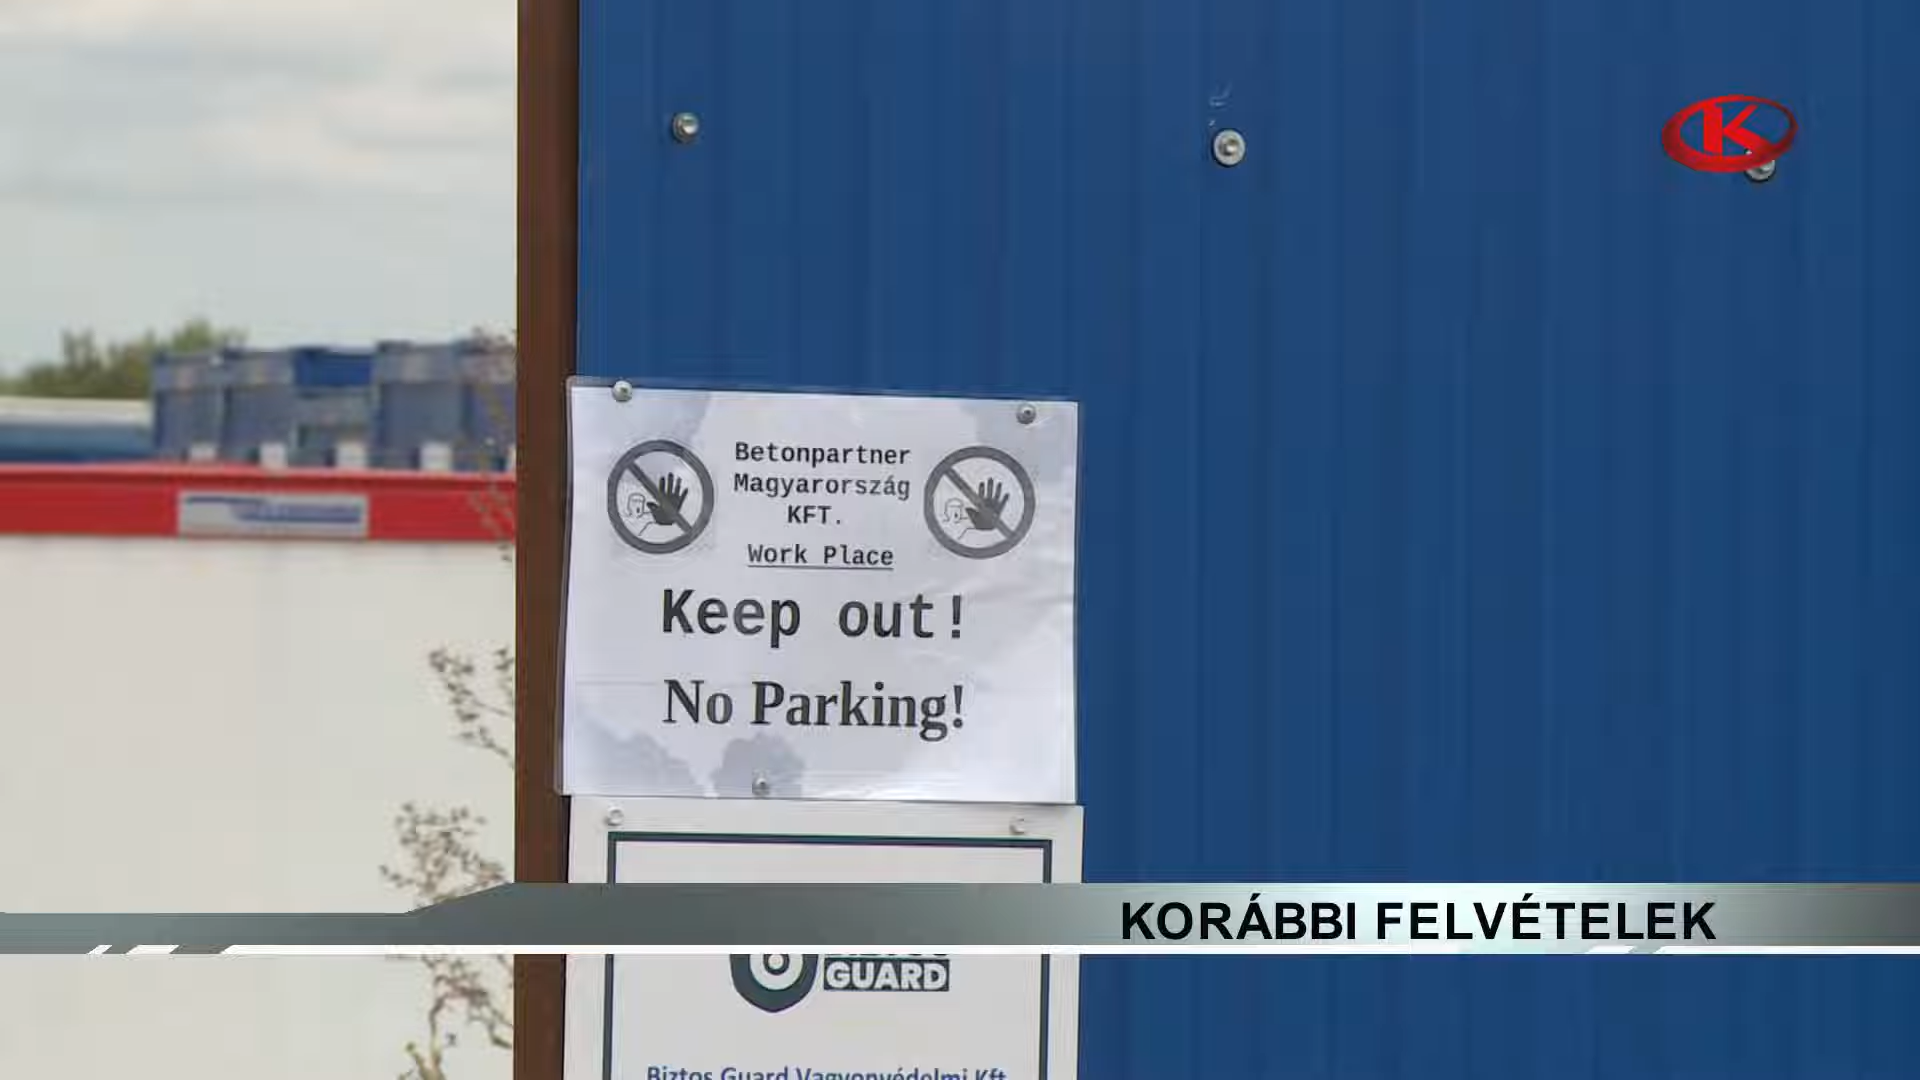 K
Betonpartner
Magyarország
KFT.
Work Place
Keep out!
No Parking!
KORÁBBI FELVÉTELEK
GUARD
Biztos Guard Vagyonvédelmi Kft